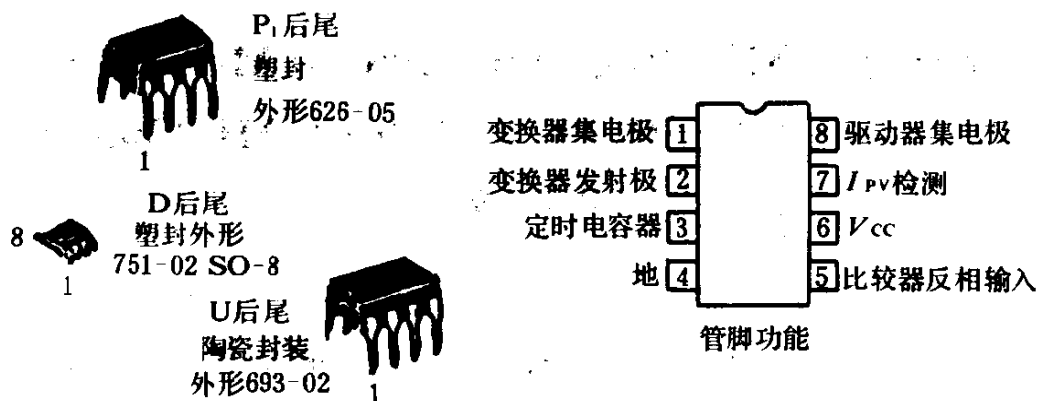 P₁后尾
塑封
外形626-05
1
D后尾
塑封外形
751-02 SO-8
8
1
U后尾
陶瓷封装
外形693-02
1
变换器集电极 1
变换器发射极 2
定时电容器 3
地 4
8 驱动器集电极
7 I PV检测
6 V CC
5 比较器反相输入
管脚功能